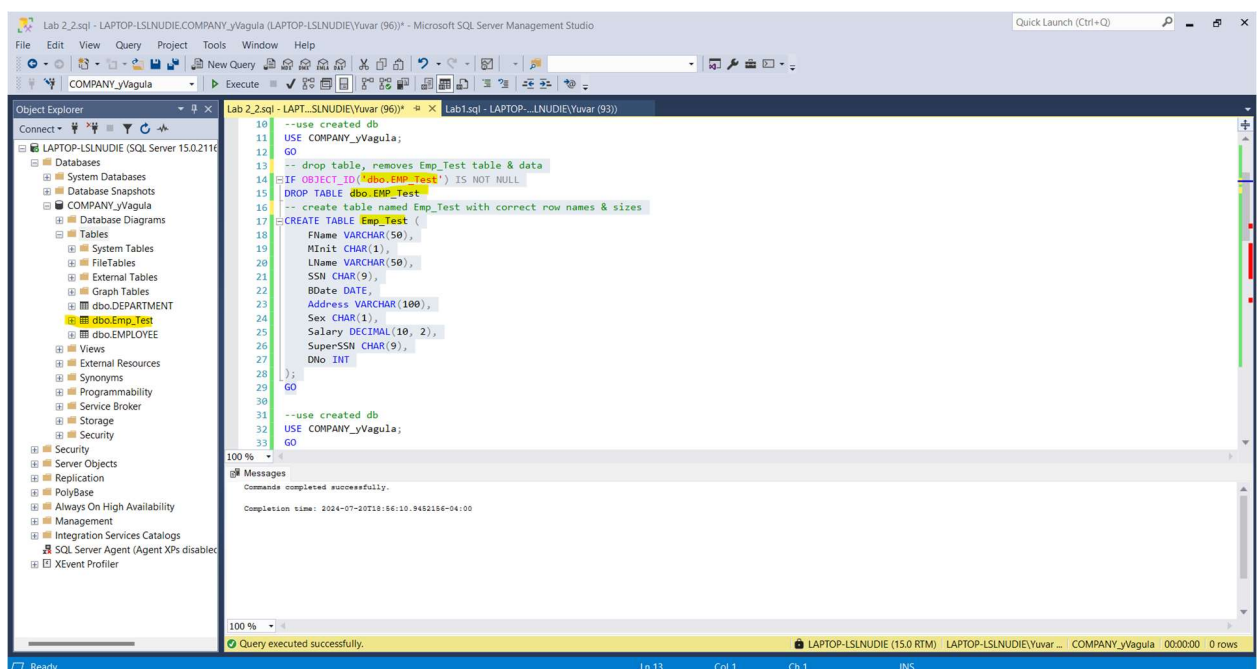 Lab 2_2.sql - LAPTOP-LSLNUDIE.COMPANY_yVagula (LAPTOP-LSLNUDIE\Yuvar (96))* - Microsoft SQL Server Management Studio
Quick Launch (Ctrl+Q)
File Edit View Query Project Tools Window Help
New Query
COMPANY_yVagula
Execute
Object Explorer
Connect
LAPTOP-LSLNUDIE (SQL Server 15.0.2116
Databases
System Databases
Database Snapshots
COMPANY_yVagula
Database Diagrams
Tables
System Tables
FileTables
External Tables
Graph Tables
dbo.DEPARTMENT
dbo.Emp_Test
dbo.EMPLOYEE
Views
External Resources
Synonyms
Programmability
Service Broker
Storage
Security
Security
Server Objects
Replication
PolyBase
Always On High Availability
Management
Integration Services Catalogs
SQL Server Agent (Agent XPs disabled
XEvent Profiler
Lab 2_2.sql - LAPT...SLNUDIE\Yuvar (96))* Lab1.sql - LAPTOP-...LNUDIE\Yuvar (93))
10 --use created db
11 USE COMPANY_yVagula;
12 GO
13 -- drop table, removes Emp_Test table & data
14 IF OBJECT_ID('dbo.EMP_Test') IS NOT NULL
15 DROP TABLE dbo.EMP_Test
16 -- create table named Emp_Test with correct row names & sizes
17 CREATE TABLE Emp_Test (
18 FName VARCHAR(50),
19 MInit CHAR(1),
20 LName VARCHAR(50),
21 SSN CHAR(9),
22 BDate DATE,
23 Address VARCHAR(100),
24 Sex CHAR(1),
25 Salary DECIMAL(10, 2),
26 SuperSSN CHAR(9),
27 DNo INT
28 );
29 GO
30
31 --use created db
32 USE COMPANY_yVagula;
33 GO
100 %
Messages
Commands completed successfully.
Completion time: 2024-07-20T18:56:10.9452156-04:00
100 %
Query executed successfully.
LAPTOP-LSLNUDIE (15.0 RTM) LAPTOP-LSLNUDIE\Yuvar ... COMPANY_yVagula 00:00:00 0 rows
Ready Ln 13 Col 1 Ch 1 INS